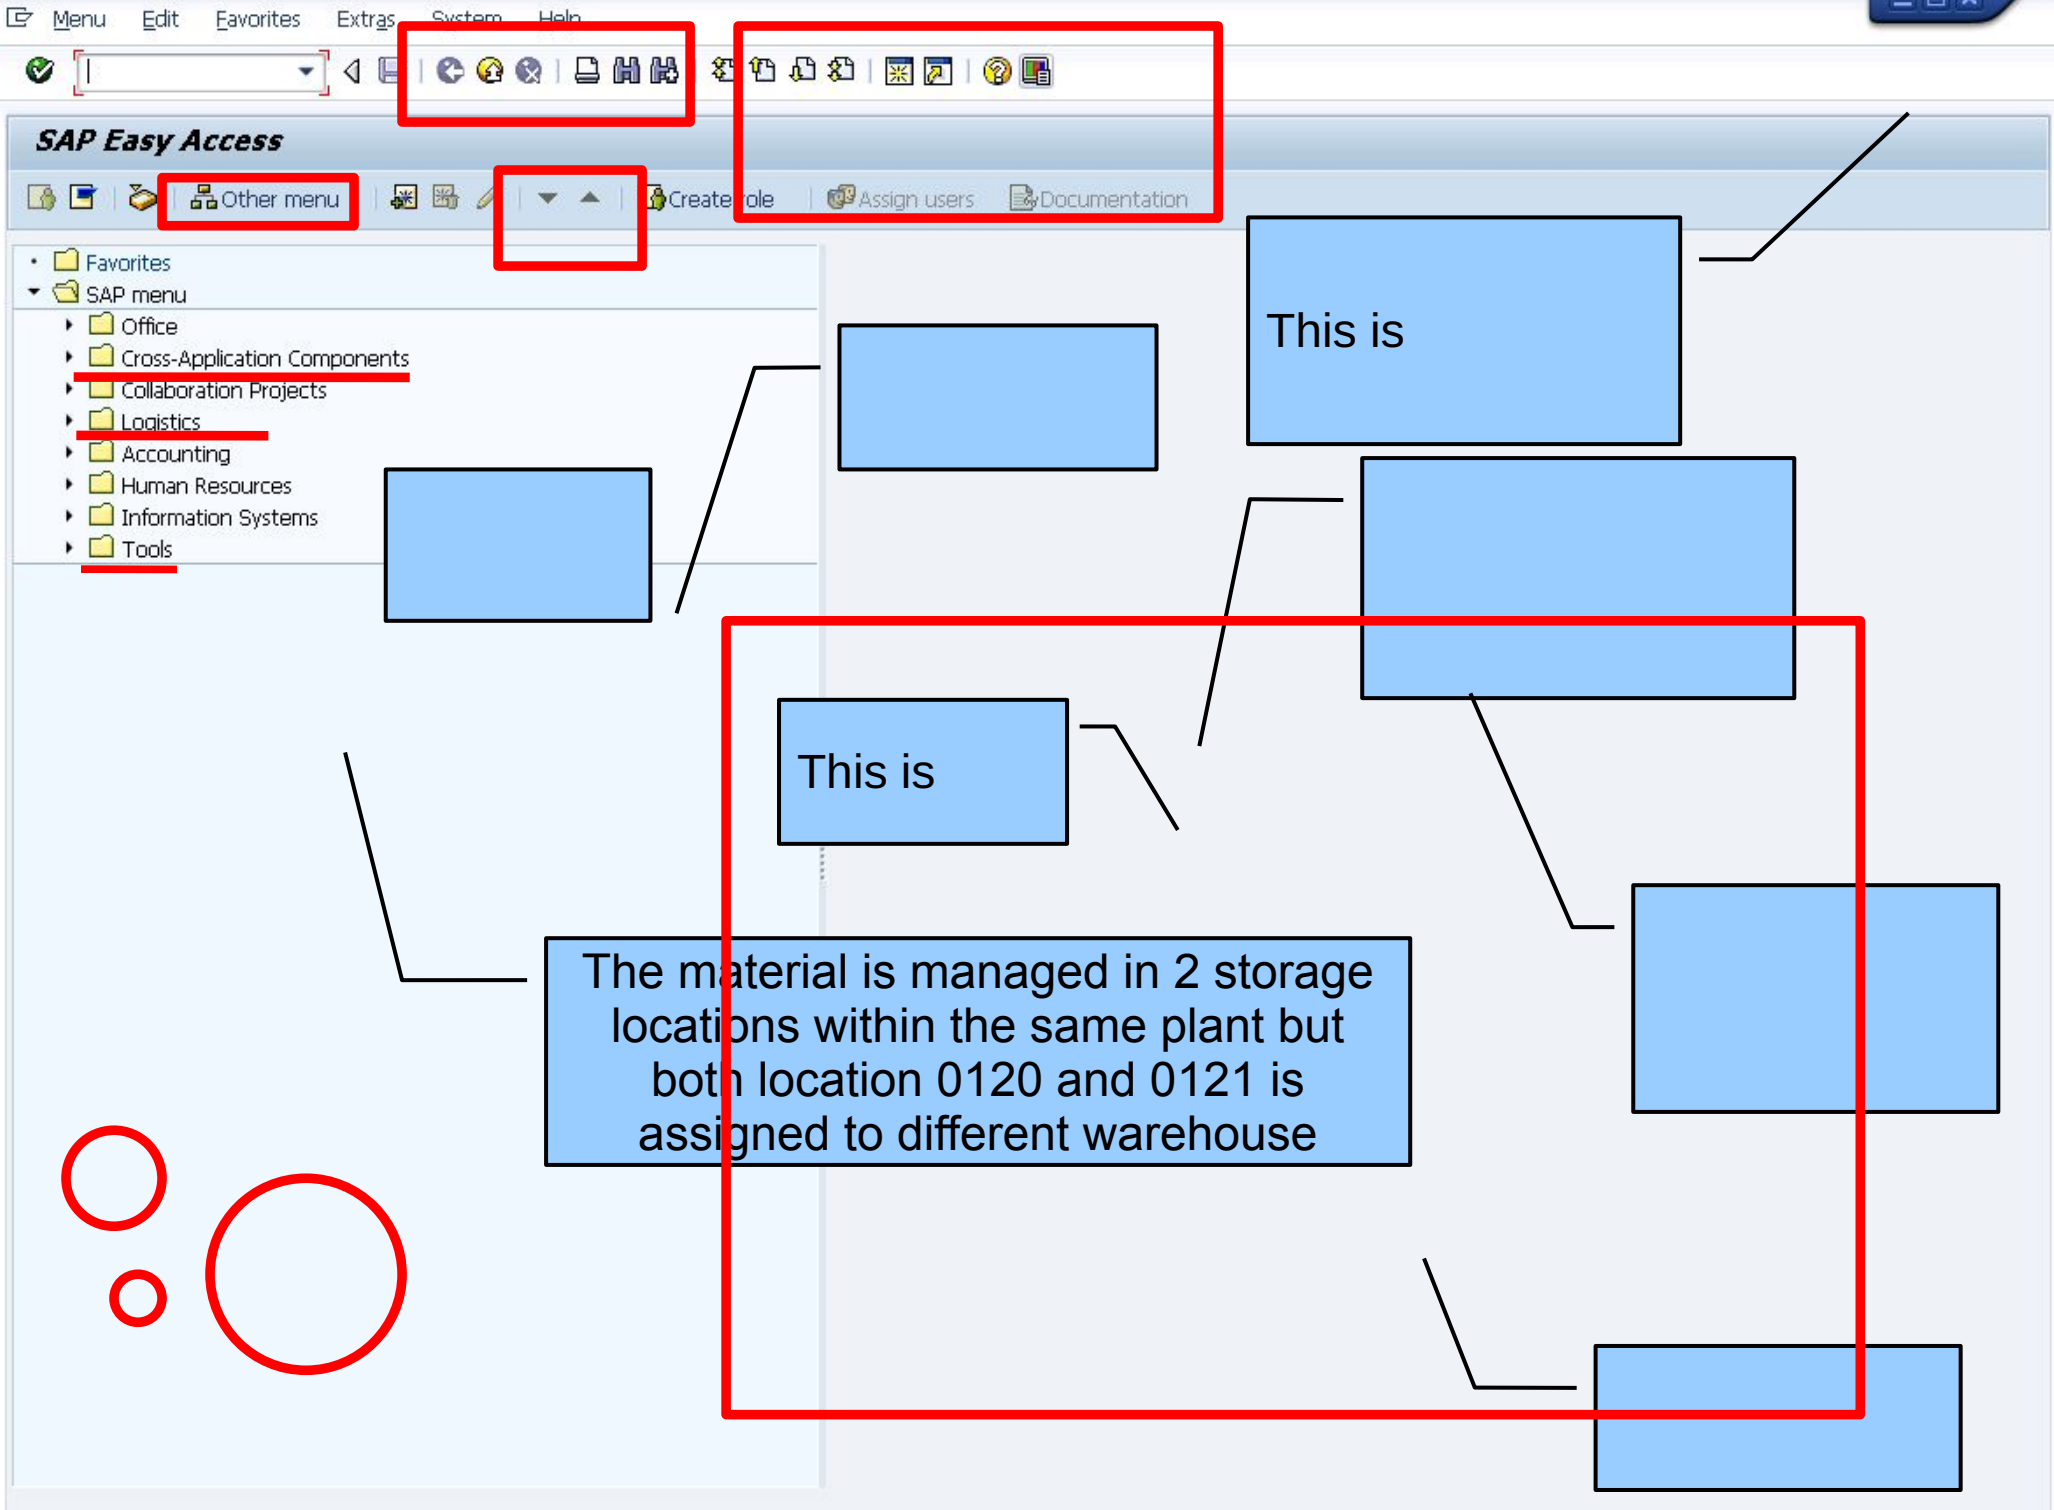 Menu Edit Favorites Extras System Help
SAP Easy Access
Other menu Create role Assign users Documentation
Favorites
SAP menu
Office
Cross-Application Components
Collaboration Projects
Logistics
Accounting
Human Resources
Information Systems
Tools
This is
This is
The material is managed in 2 storage
locations within the same plant but
both location 0120 and 0121 is
assigned to different warehouse